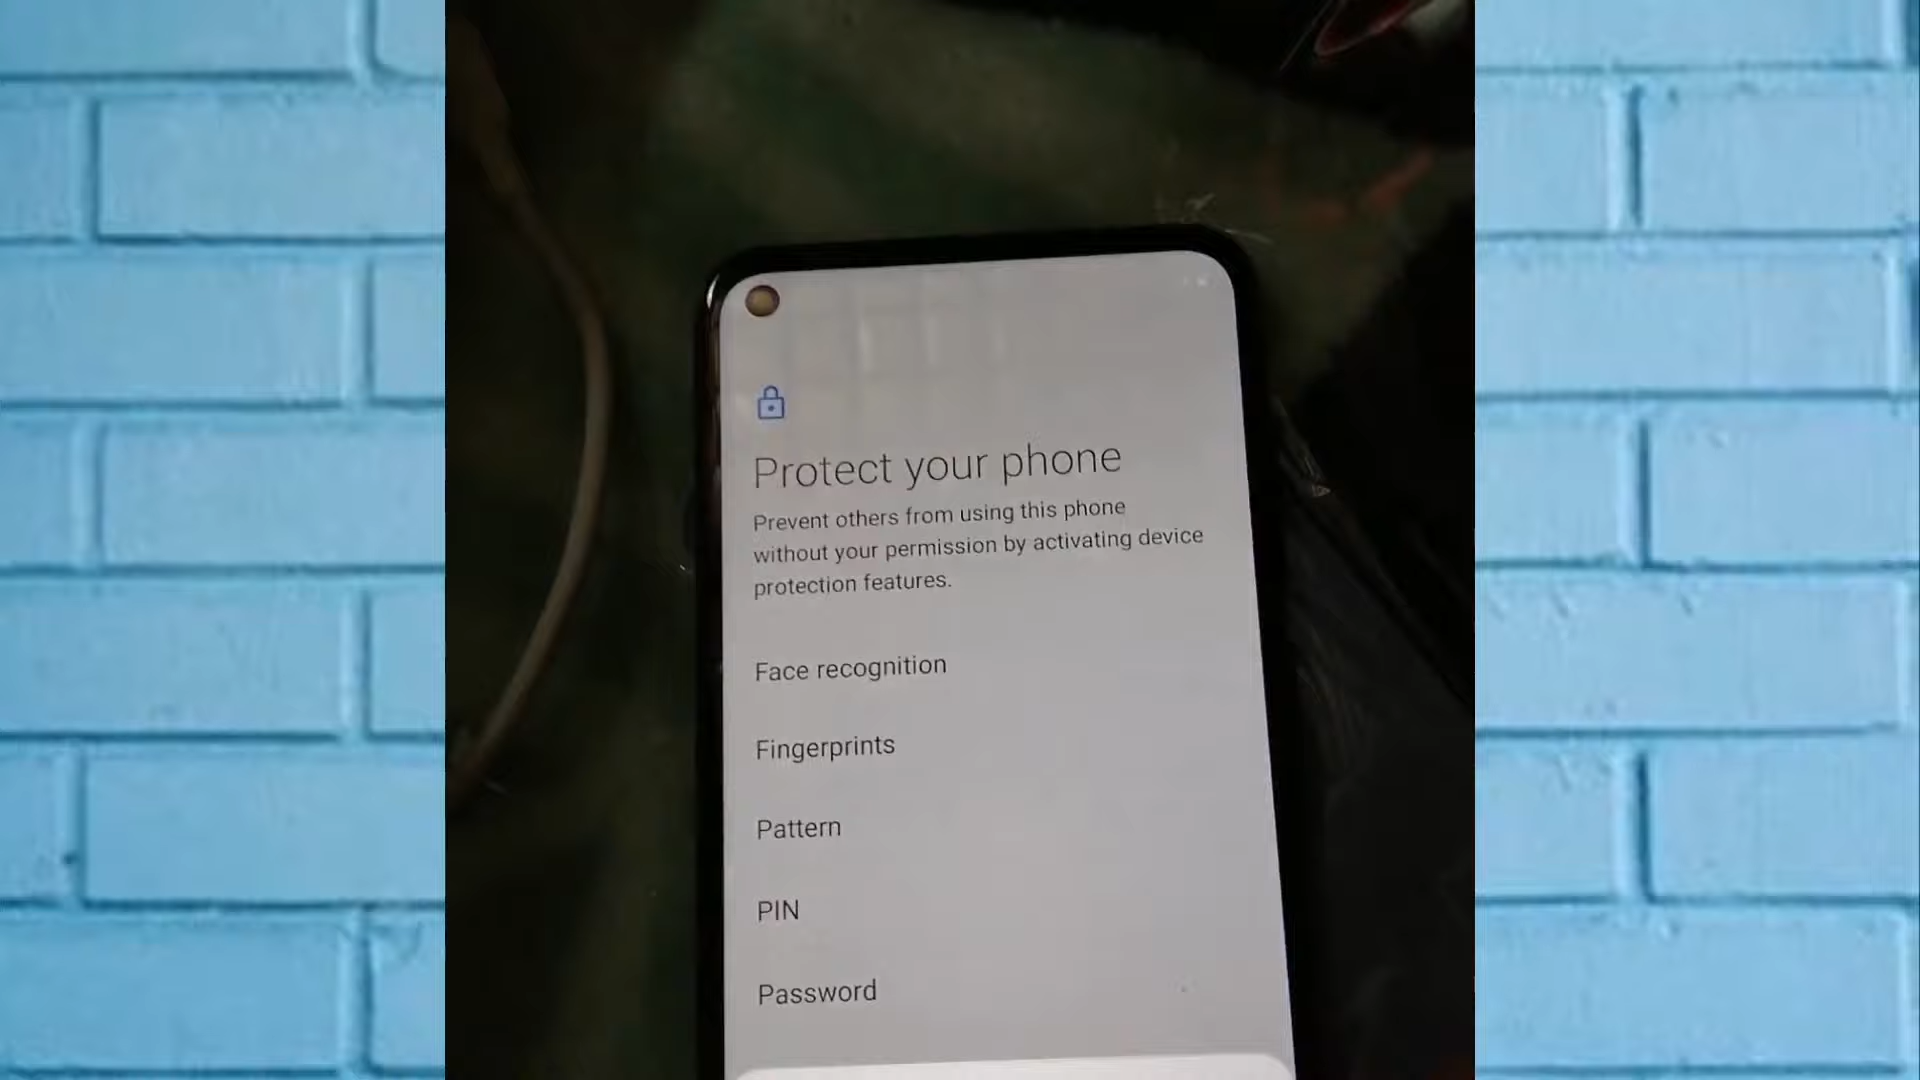 Protect your phone
Prevent others from using this phone
without your permission by activating device
protection features.
Face recognition
Fingerprints
Pattern
PIN
Password